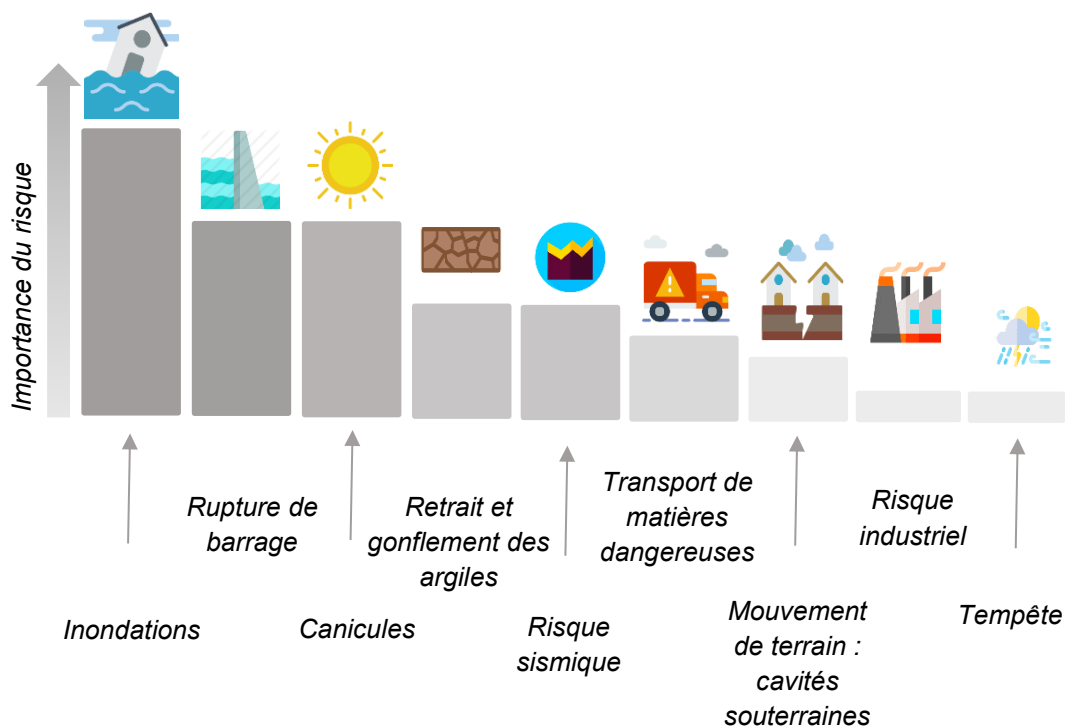 Importance du risque
Rupture de
barrage
Retrait et
gonflement des
argiles
Transport de
matières
dangereuses
Risque
industriel
Inondations
Canicules
Risque
sismique
Mouvement
de terrain :
cavités
souterraines
Tempête